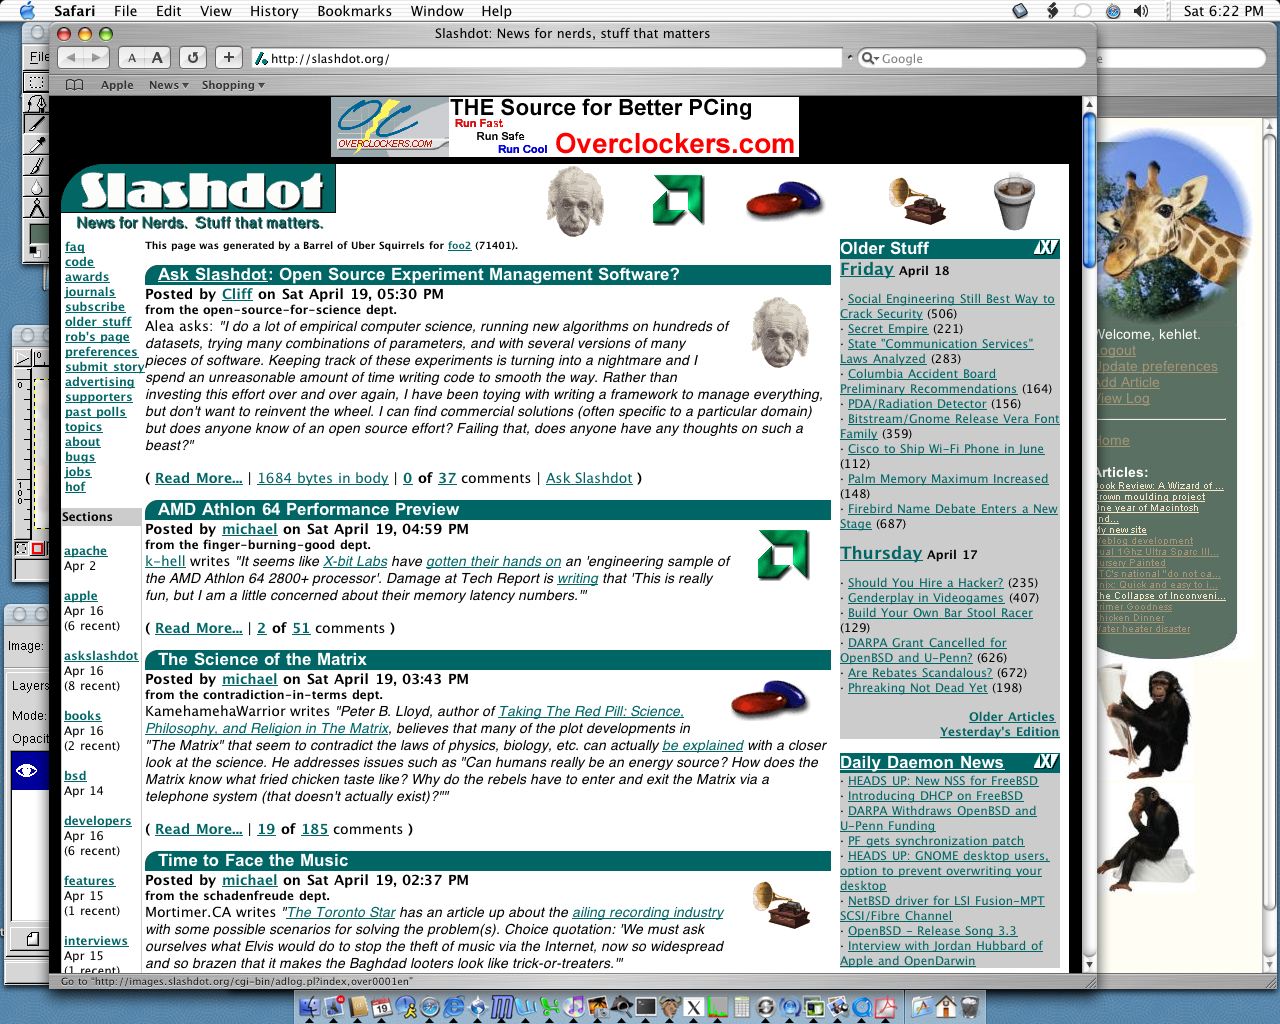 Safari File Edit View History Bookmarks Window Help
Sat 6:22 PM
Slashdot: News for nerds, stuff that matters
File
A A
http://slashdot.org/
Google
Apple News Shopping
OC
OVERCLOCKERS.COM
THE Source for Better PCing
Run Fast
Run Safe
Run Cool
Overclockers.com
Slashdot
News for Nerds. Stuff that matters.
faq
code
awards
journals
subscribe
older stuff
rob's page
preferences
submit story
advertising
supporters
past polls
topics
about
bugs
jobs
hof
Sections
apache
Apr 2
apple
Apr 16
(6 recent)
askslashdot
Apr 16
(8 recent)
books
Apr 16
(2 recent)
bsd
Apr 14
developers
Apr 16
(6 recent)
features
Apr 15
(1 recent)
interviews
Apr 15
(1 recent)
This page was generated by a Barrel of Uber Squirrels for foo2 (71401).
Ask Slashdot: Open Source Experiment Management Software?
Posted by Cliff on Sat April 19, 05:30 PM
from the open-source-for-science dept.
Alea asks: "I do a lot of empirical computer science, running new algorithms on hundreds of
datasets, trying many combinations of parameters, and with several versions of many
pieces of software. Keeping track of these experiments is turning into a nightmare and I
spend an unreasonable amount of time writing code to smooth the way. Rather than
investing this effort over and over again, I have been toying with writing a framework to manage everything,
but don't want to reinvent the wheel. I can find commercial solutions (often specific to a particular domain)
but does anyone know of an open source effort? Failing that, does anyone have any thoughts on such a
beast?"
( Read More... | 1684 bytes in body | 0 of 37 comments | Ask Slashdot )
AMD Athlon 64 Performance Preview
Posted by michael on Sat April 19, 04:59 PM
from the finger-burning-good dept.
k-hell writes "It seems like X-bit Labs have gotten their hands on an 'engineering sample of
the AMD Athlon 64 2800+ processor'. Damage at Tech Report is writing that 'This is really
fun, but I am a little concerned about their memory latency numbers.'"
( Read More... | 2 of 51 comments )
The Science of the Matrix
Posted by michael on Sat April 19, 03:43 PM
from the contradiction-in-terms dept.
KamehamehaWarrior writes "Peter B. Lloyd, author of Taking The Red Pill: Science,
Philosophy, and Religion in The Matrix, believes that many of the plot developments in
"The Matrix" that seem to contradict the laws of physics, biology, etc. can actually be explained with a closer
look at the science. He addresses issues such as "Can humans really be an energy source? How does the
Matrix know what fried chicken taste like? Why do the rebels have to enter and exit the Matrix via a
telephone system (that doesn't actually exist)?""
( Read More... | 19 of 185 comments )
Time to Face the Music
Posted by michael on Sat April 19, 02:37 PM
from the schadenfreude dept.
Mortimer.CA writes "The Toronto Star has an article up about the ailing recording industry
with some possible scenarios for solving the problem(s). Choice quotation: 'We must ask
ourselves what Elvis would do to stop the theft of music via the Internet, now so widespread
and so brazen that it makes the Baghdad looters look like trick-or-treaters.'"
Older Stuff
Friday April 18
· Social Engineering Still Best Way to
Crack Security (506)
· Secret Empire (221)
· State "Communication Services"
Laws Analyzed (283)
· Columbia Accident Board
Preliminary Recommendations (164)
· PDA/Radiation Detector (156)
· Bitstream/Gnome Release Vera Font
Family (359)
· Cisco to Ship Wi-Fi Phone in June
(112)
· Palm Memory Maximum Increased
(148)
· Firebird Name Debate Enters a New
Stage (687)
Thursday April 17
· Should You Hire a Hacker? (235)
· Genderplay in Videogames (407)
· Build Your Own Bar Stool Racer
(129)
· DARPA Grant Cancelled for
OpenBSD and U-Penn? (626)
· Are Rebates Scandalous? (672)
· Phreaking Not Dead Yet (198)
Older Articles
Yesterday's Edition
Daily Daemon News
· HEADS UP: New NSS for FreeBSD
· Introducing DHCP on FreeBSD
· DARPA Withdraws OpenBSD and
U-Penn Funding
· PF gets synchronization patch
· HEADS UP: GNOME desktop users,
option to prevent overwriting your
desktop
· NetBSD driver for LSI Fusion-MPT
SCSI/Fibre Channel
· OpenBSD - Release Song 3.3
· Interview with Jordan Hubbard of
Apple and OpenDarwin
Welcome, kehlet.
Logout
Update preferences
Add Article
View Log
Home
Articles:
Book Review: A Wizard of ...
Crown moulding project
One year of Macintosh
and...
My new site
Weblog development
Dual 1Ghz Ultra Sparc III...
Nursery Painted
FTC's national "do not ca...
Unix: Quick and easy to i...
The Collapse of Inconveni...
Primer Goodness
Chicken Dinner
Water heater disaster
Image:
Layers
Mode:
Opacit
Go to "http://images.slashdot.org/cgi-bin/adlog.pl?index,over0001en"
19